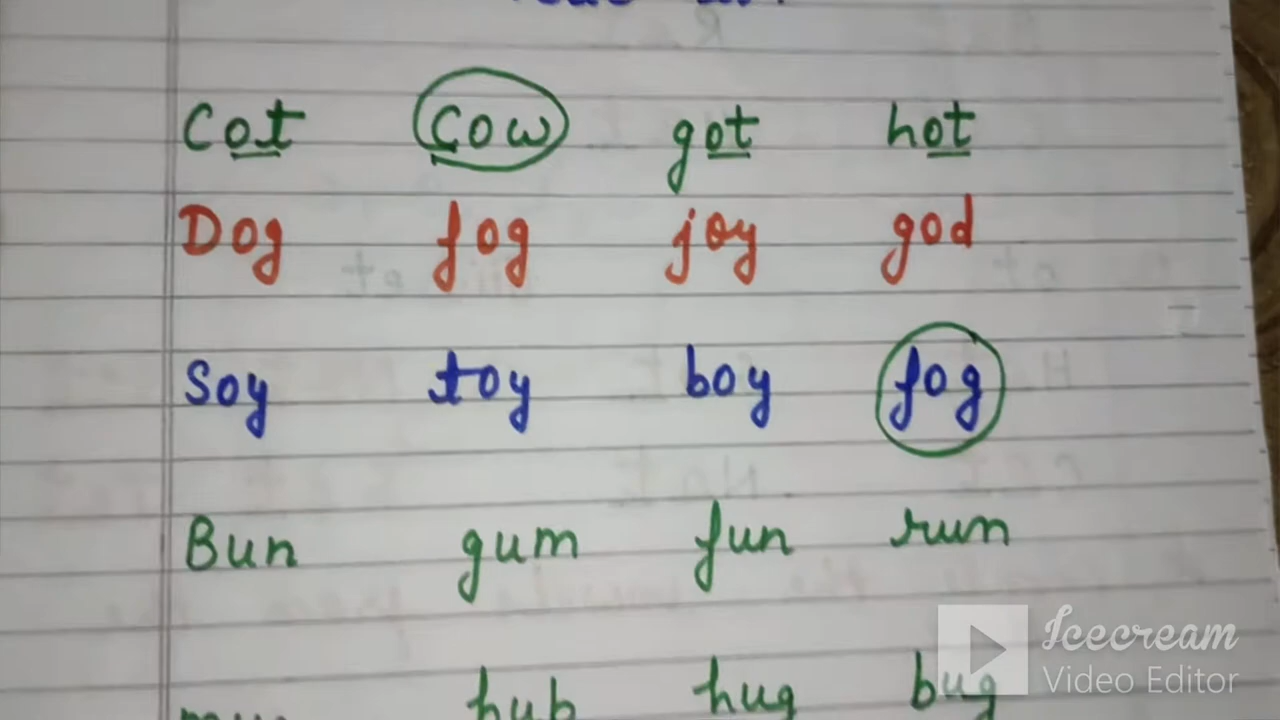 Cot cow got hot
Dog fog joy god
Soy toy boy fog
Bun gum fun run
hub hug bug
Icecream
Video Editor